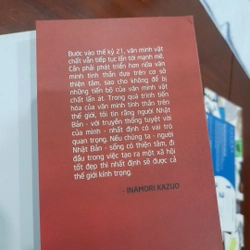 Bước vào thế kỷ 21, văn minh vật
chất vẫn tiếp tục lấn tới mạnh mẽ.
Cần phải phát triển hơn nữa văn
minh tinh thần dựa trên cơ sở
thiện tâm, sao cho không để bị
những tiến bộ của văn minh vật
chất lấn át. Trong quá trình tiến
hóa của văn minh tinh thần trên
thế giới, tôi tin rằng người Nhật
Bản - với truyền thống tuyệt vời
của mình - nhất định có vai trò
quan trọng. Nếu chúng ta - người
Nhật Bản - sống có thiện tâm, đi
đầu trong việc tạo ra một xã hội
tốt đẹp thì nhất định sẽ được cả
thế giới kính trọng.
- INAMORI KAZUO